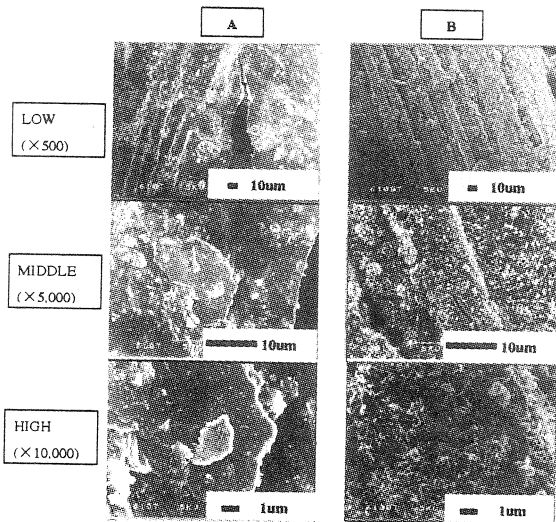 A B
LOW
(×500)
10um 10um
MIDDLE
(×5,000)
10um 10um
HIGH
(×10,000)
1um 1um